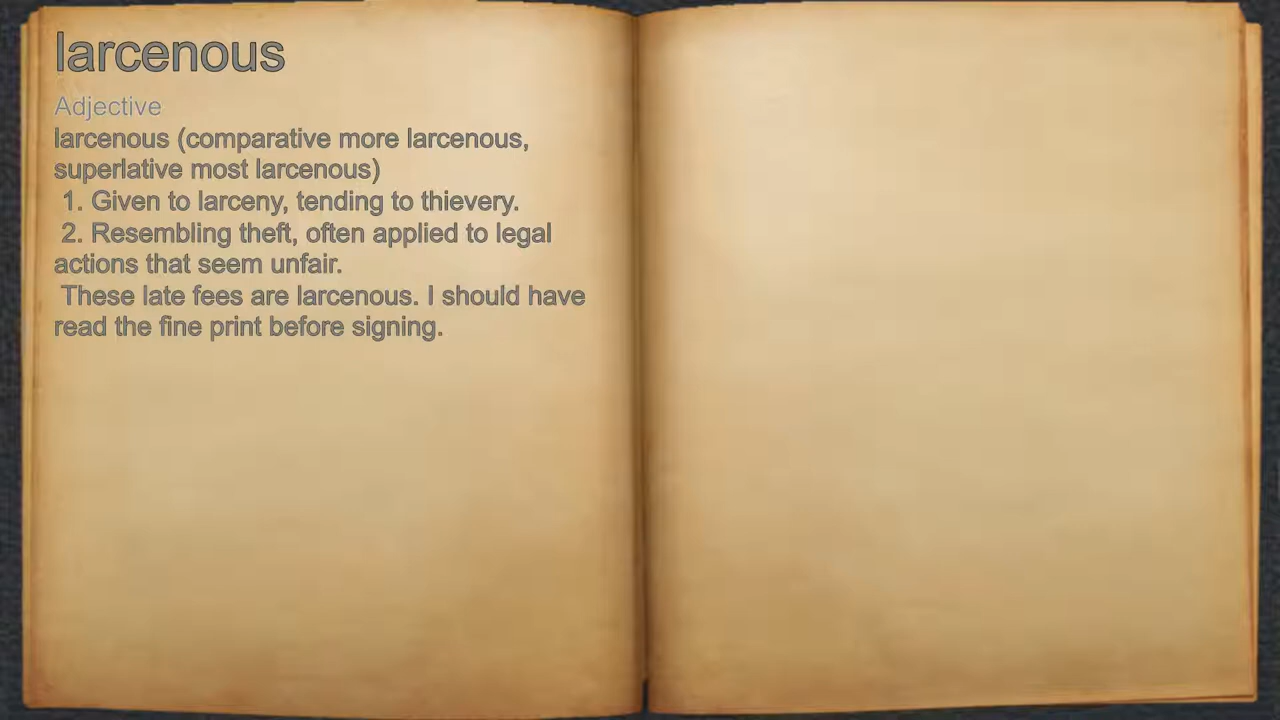 larcenous
Adjective
larcenous (comparative more larcenous,
superlative most larcenous)
1. Given to larceny, tending to thievery.
2. Resembling theft, often applied to legal
actions that seem unfair.
These late fees are larcenous. I should have
read the fine print before signing.